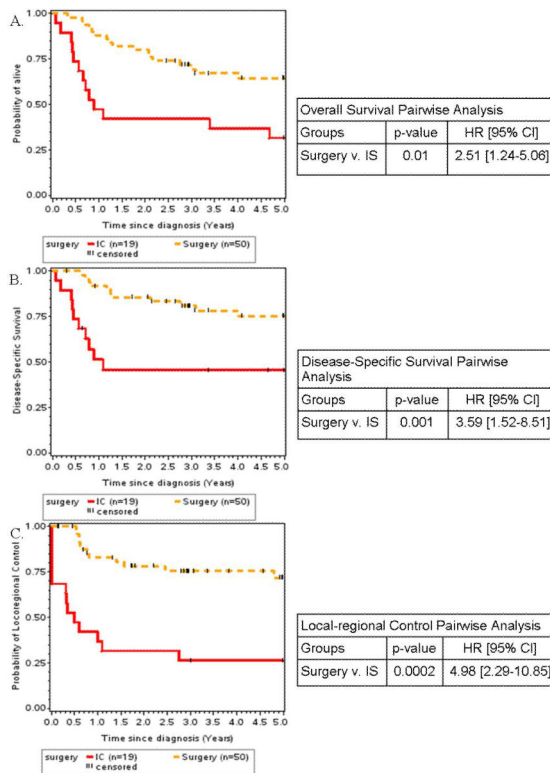 A.
Probability of alive
1.00
0.75
0.50
0.25
0.00
0.0 0.5 1.0 1.5 2.0 2.5 3.0 3.5 4.0 4.5 5.0
Time since diagnosis (Years)
surgery IC (n=19) Surgery (n=50)
censored
Overall Survival Pairwise Analysis
Groups p-value HR [95% CI]
Surgery v. IS 0.01 2.51 [1.24-5.06]
B.
Disease-Specific Survival
1.00
0.75
0.50
0.25
0.00
0.0 0.5 1.0 1.5 2.0 2.5 3.0 3.5 4.0 4.5 5.0
Time since diagnosis (Years)
surgery IC (n=19) Surgery (n=50)
censored
Disease-Specific Survival Pairwise
Analysis
Groups p-value HR [95% CI]
Surgery v. IS 0.001 3.59 [1.52-8.51]
C.
Probability of Locoregional Control
1.00
0.75
0.50
0.25
0.00
0.0 0.5 1.0 1.5 2.0 2.5 3.0 3.5 4.0 4.5 5.0
Time since diagnosis (Years)
surgery IC (n=19) Surgery (n=50)
censored
Local-regional Control Pairwise Analysis
Groups p-value HR [95% CI]
Surgery v. IS 0.0002 4.98 [2.29-10.85]